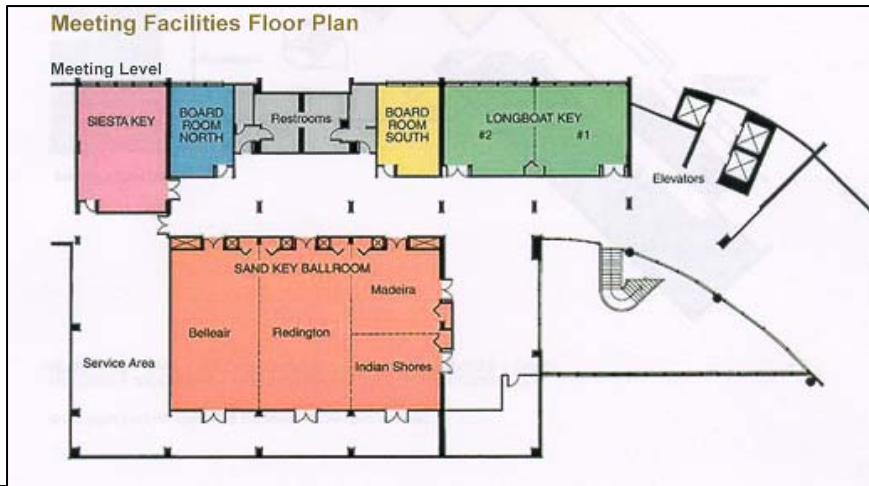 Meeting Facilities Floor Plan
Meeting Level
SIESTA KEY
BOARD
ROOM
NORTH
Restrooms
BOARD
ROOM
SOUTH
LONGBOAT KEY
#2
#1
Elevators
SAND KEY BALLROOM
Madeira
Belleair
Redington
Service Area
Indian Shores